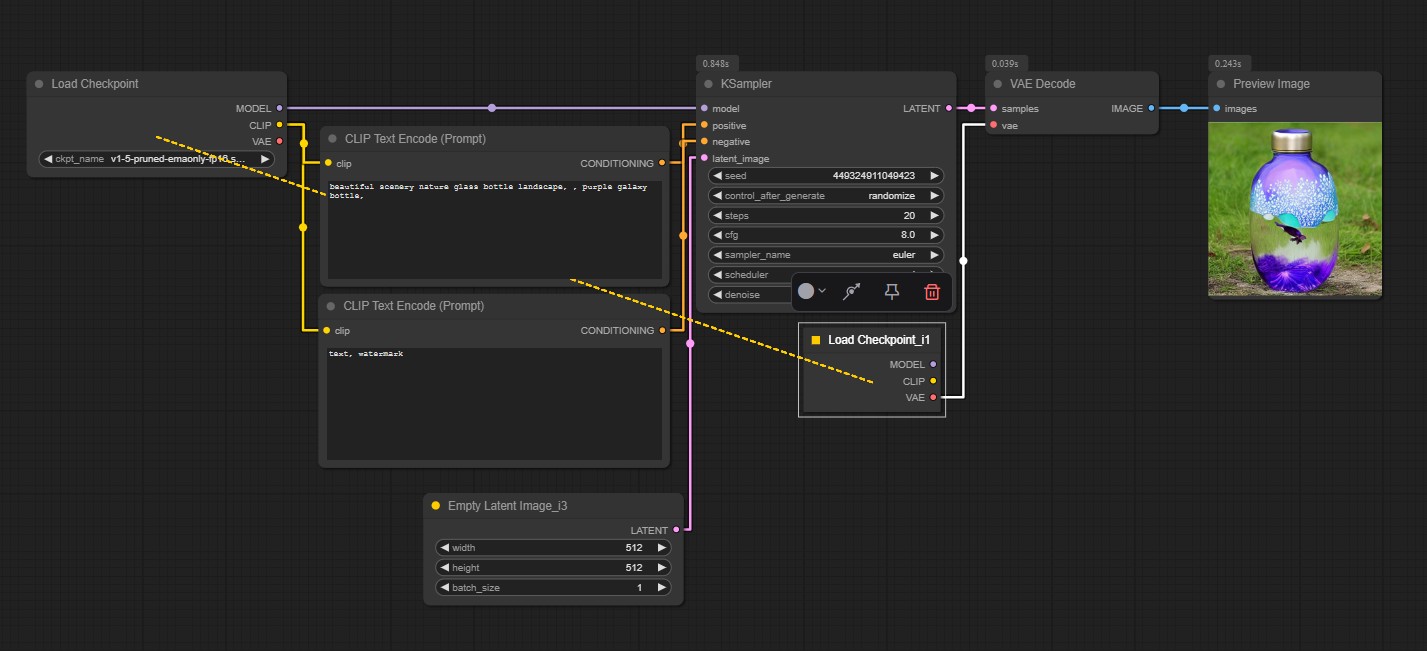 0.848s
0.039s
0.243s
Load Checkpoint
MODEL
CLIP
VAE
ckpt_name v1-5-pruned-emaonly-fp16.s...
CLIP Text Encode (Prompt)
clip
CONDITIONING
beautiful scenery nature glass bottle landscape, , purple galaxy
bottle,
CLIP Text Encode (Prompt)
clip
CONDITIONING
text, watermark
Empty Latent Image_i3
LATENT
width 512
height 512
batch_size 1
KSampler
model LATENT
positive
negative
latent_image
seed 449324911049423
control_after_generate randomize
steps 20
cfg 8.0
sampler_name euler
scheduler
denoise
Load Checkpoint_i1
MODEL
CLIP
VAE
VAE Decode
samples IMAGE
vae
Preview Image
images